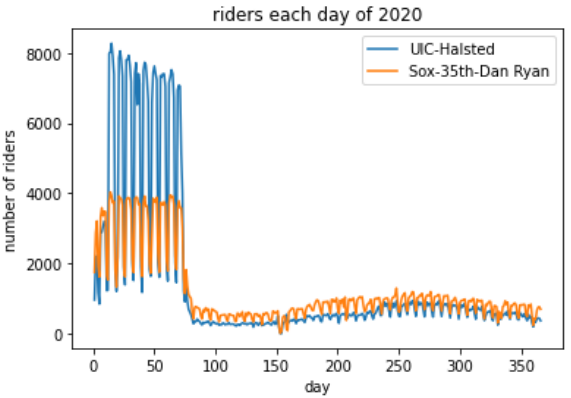 riders each day of 2020
UIC-Halsted
Sox-35th-Dan Ryan
number of riders
8000
6000
4000
2000
0
0 50 100 150 200 250 300 350
day